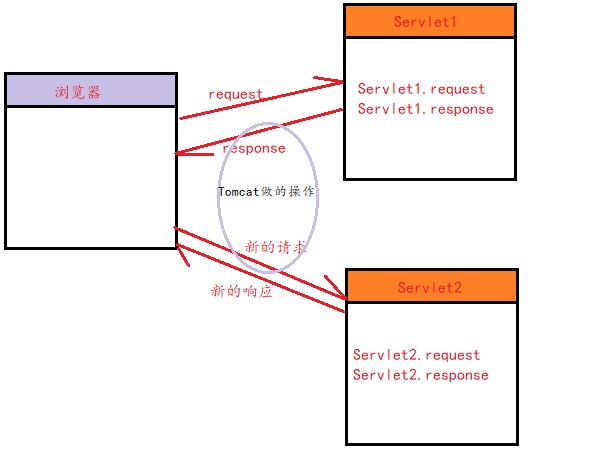 Servlet1
浏览器
request
Servlet1.request
Servlet1.response
response
Tomcat做的操作
新的请求
新的响应
Servlet2
Servlet2.request
Servlet2.response